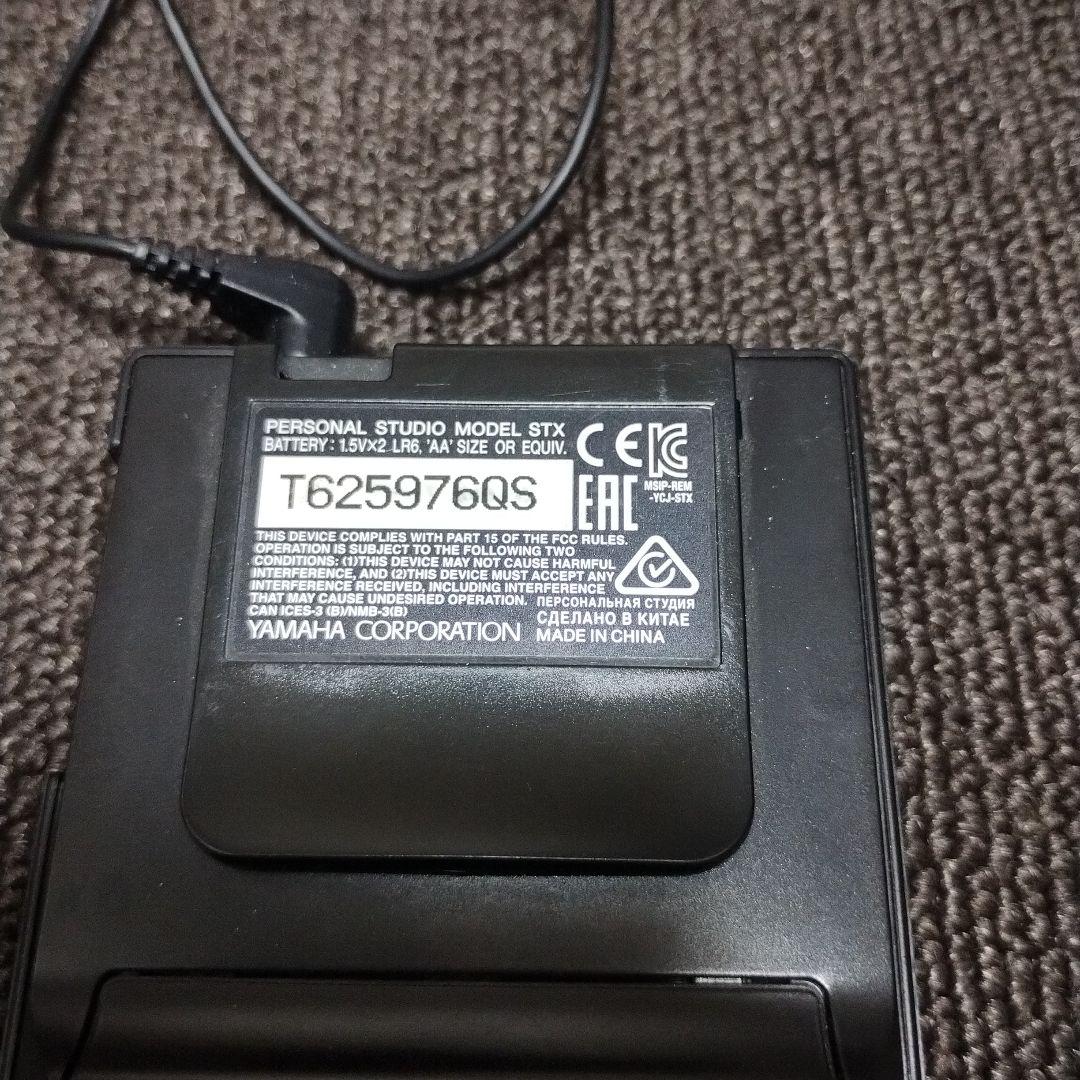 PERSONAL STUDIO MODEL STX
BATTERY : 1.5V×2 LR6, 'AA' SIZE OR EQUIV.
CE
KC
T625976QS
EAC
MSIP-REM
-YCJ-STX
THIS DEVICE COMPLIES WITH PART 15 OF THE FCC RULES.
OPERATION IS SUBJECT TO THE FOLLOWING TWO
CONDITIONS: (1)THIS DEVICE MAY NOT CAUSE HARMFUL
INTERFERENCE, AND (2)THIS DEVICE MUST ACCEPT ANY
INTERFERENCE RECEIVED, INCLUDING INTERFERENCE
THAT MAY CAUSE UNDESIRED OPERATION.
CAN ICES-3 (B)/NMB-3(B)
YAMAHA CORPORATION
ПЕРСОНАЛЬНАЯ СТУДИЯ
СДЕЛАНО В КИТАЕ
MADE IN CHINA